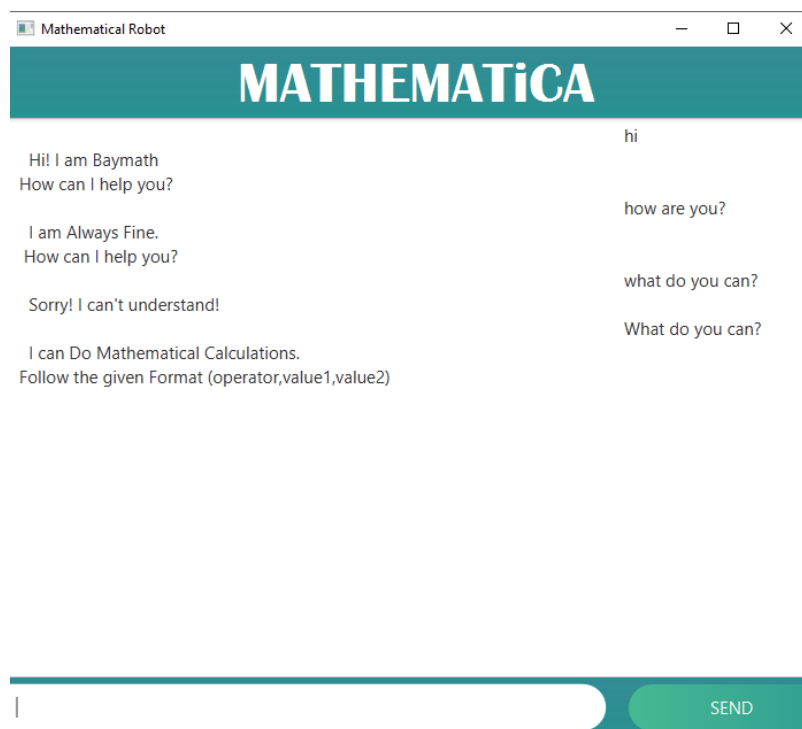 Mathematical Robot
MATHEMATiCA
hi
Hi! I am Baymath
How can I help you?
how are you?
I am Always Fine.
How can I help you?
what do you can?
Sorry! I can't understand!
What do you can?
I can Do Mathematical Calculations.
Follow the given Format (operator,value1,value2)
SEND